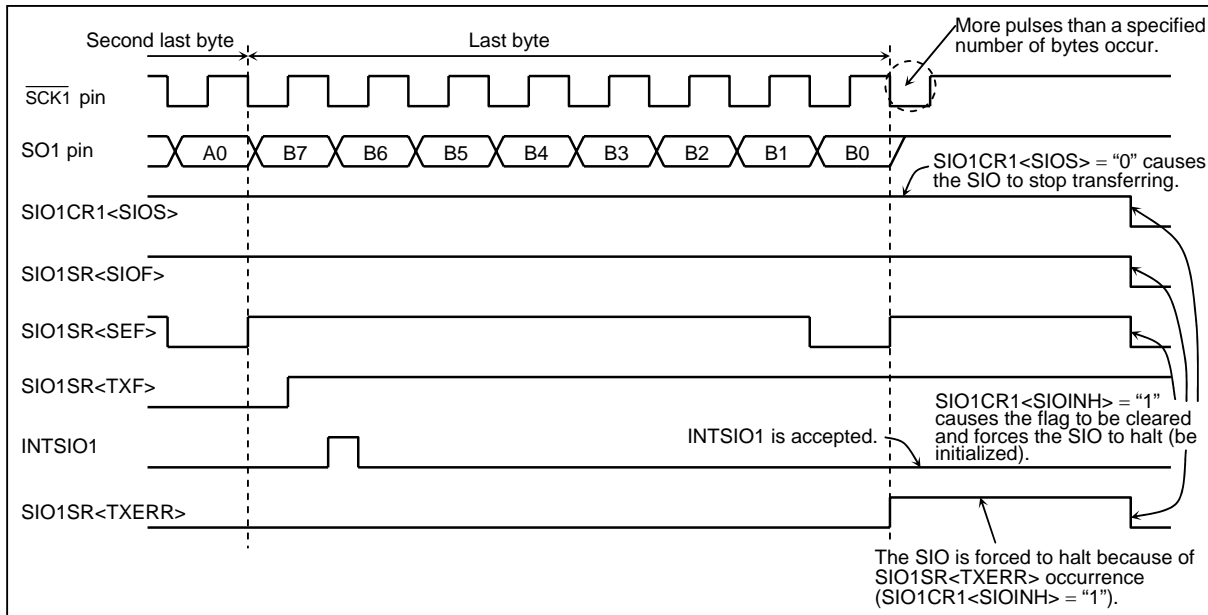 Second last byte
Last byte
More pulses than a specified
number of bytes occur.
SCK1 pin
SO1 pin
A0
B7
B6
B5
B4
B3
B2
B1
B0
SIO1CR1<SIOS> = “0” causes
the SIO to stop transferring.
SIO1CR1<SIOS>
SIO1SR<SIOF>
SIO1SR<SEF>
SIO1SR<TXF>
SIO1CR1<SIOINH> = “1”
causes the flag to be cleared
and forces the SIO to halt (be
initialized).
INTSIO1
INTSIO1 is accepted.
SIO1SR<TXERR>
The SIO is forced to halt because of
SIO1SR<TXERR> occurrence
(SIO1CR1<SIOINH> = “1”).